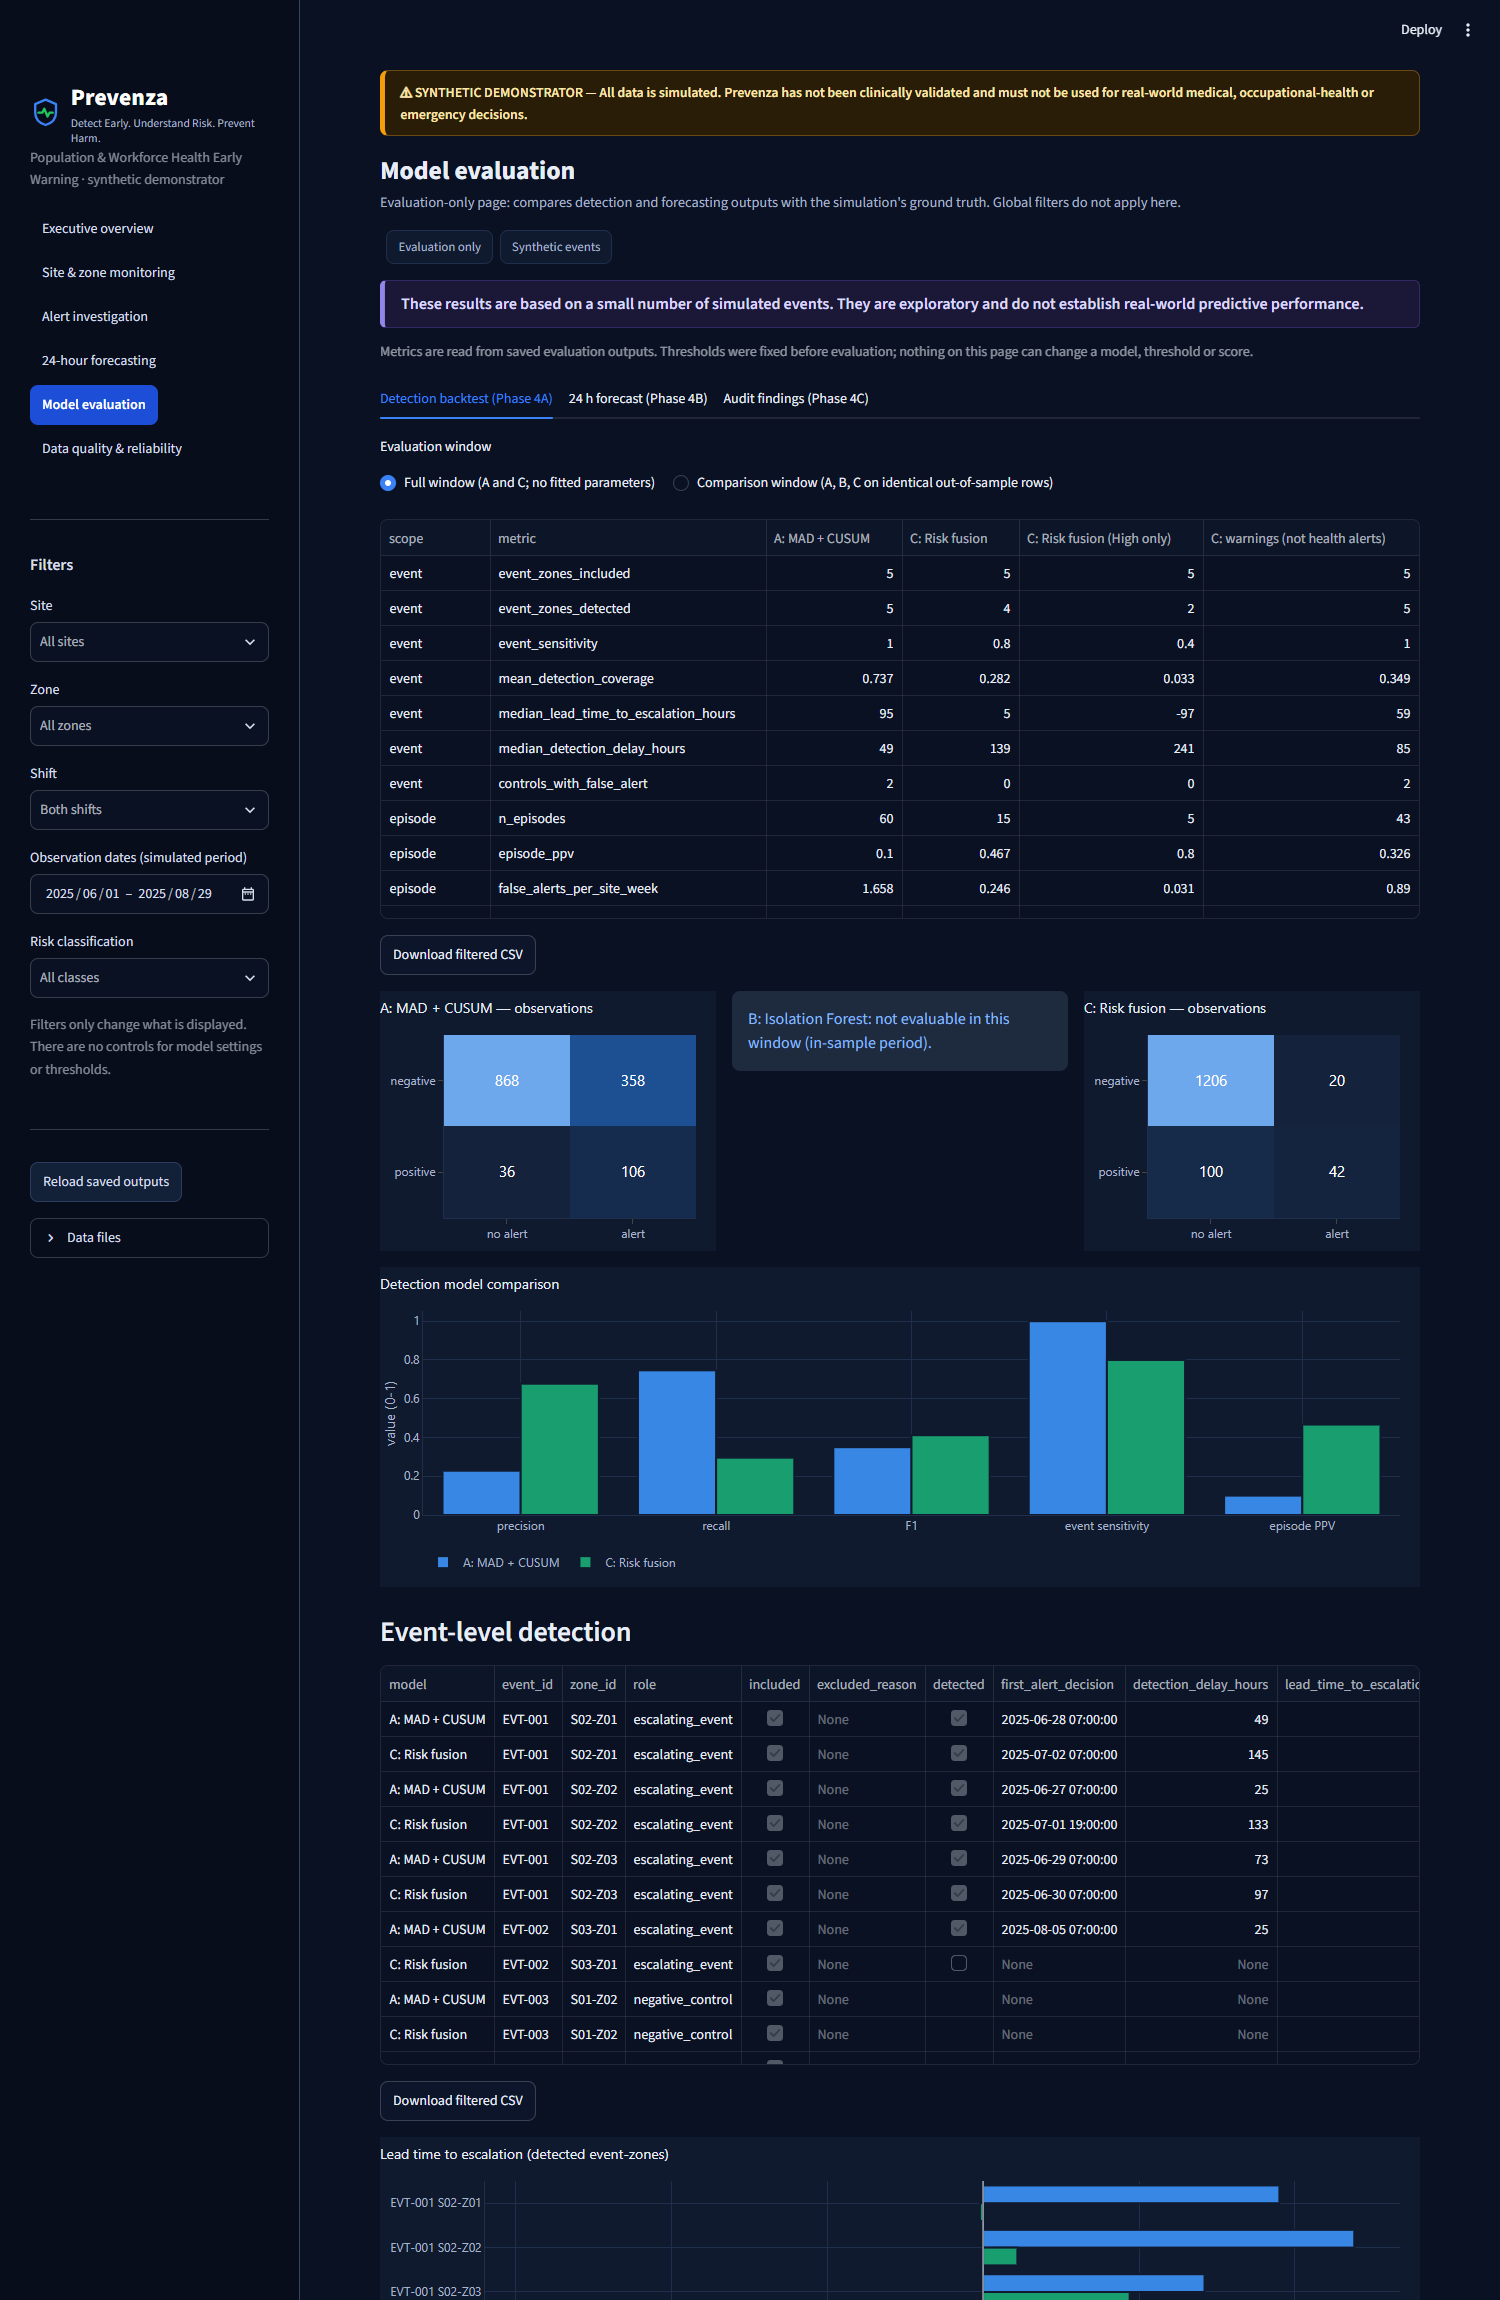 Deploy
Prevenza
Detect Early. Understand Risk. Prevent
Harm.
Population & Workforce Health Early
Warning · synthetic demonstrator
Executive overview
Site & zone monitoring
Alert investigation
24-hour forecasting
Model evaluation
Data quality & reliability
Filters
Site
All sites
Zone
All zones
Shift
Both shifts
Observation dates (simulated period)
2025/06/01 – 2025/08/29
Risk classification
All classes
Filters only change what is displayed.
There are no controls for model settings
or thresholds.
Reload saved outputs
Data files
⚠ SYNTHETIC DEMONSTRATOR — All data is simulated. Prevenza has not been clinically validated and must not be used for real-world medical, occupational-health or
emergency decisions.
Model evaluation
Evaluation-only page: compares detection and forecasting outputs with the simulation's ground truth. Global filters do not apply here.
Evaluation only Synthetic events
These results are based on a small number of simulated events. They are exploratory and do not establish real-world predictive performance.
Metrics are read from saved evaluation outputs. Thresholds were fixed before evaluation; nothing on this page can change a model, threshold or score.
Detection backtest (Phase 4A) 24 h forecast (Phase 4B) Audit findings (Phase 4C)
Evaluation window
Full window (A and C; no fitted parameters) Comparison window (A, B, C on identical out-of-sample rows)
scope metric A: MAD + CUSUM C: Risk fusion C: Risk fusion (High only) C: warnings (not health alerts)
event event_zones_included 5 5 5 5
event event_zones_detected 5 4 2 5
event event_sensitivity 1 0.8 0.4 1
event mean_detection_coverage 0.737 0.282 0.033 0.349
event median_lead_time_to_escalation_hours 95 5 -97 59
event median_detection_delay_hours 49 139 241 85
event controls_with_false_alert 2 0 0 2
episode n_episodes 60 15 5 43
episode episode_ppv 0.1 0.467 0.8 0.326
episode false_alerts_per_site_week 1.658 0.246 0.031 0.89
Download filtered CSV
A: MAD + CUSUM — observations
negative 868 358
positive 36 106
no alert alert
B: Isolation Forest: not evaluable in this
window (in-sample period).
C: Risk fusion — observations
negative 1206 20
positive 100 42
no alert alert
Detection model comparison
value (0-1)
1
0.8
0.6
0.4
0.2
0
precision recall F1 event sensitivity episode PPV
A: MAD + CUSUM C: Risk fusion
Event-level detection
model event_id zone_id role included excluded_reason detected first_alert_decision detection_delay_hours lead_time_to_escalatio
A: MAD + CUSUM EVT-001 S02-Z01 escalating_event None 2025-06-28 07:00:00 49
C: Risk fusion EVT-001 S02-Z01 escalating_event None 2025-07-02 07:00:00 145
A: MAD + CUSUM EVT-001 S02-Z02 escalating_event None 2025-06-27 07:00:00 25
C: Risk fusion EVT-001 S02-Z02 escalating_event None 2025-07-01 19:00:00 133
A: MAD + CUSUM EVT-001 S02-Z03 escalating_event None 2025-06-29 07:00:00 73
C: Risk fusion EVT-001 S02-Z03 escalating_event None 2025-06-30 07:00:00 97
A: MAD + CUSUM EVT-002 S03-Z01 escalating_event None 2025-08-05 07:00:00 25
C: Risk fusion EVT-002 S03-Z01 escalating_event None None None
A: MAD + CUSUM EVT-003 S01-Z02 negative_control None None None
C: Risk fusion EVT-003 S01-Z02 negative_control None None None
Download filtered CSV
Lead time to escalation (detected event-zones)
EVT-001 S02-Z01
EVT-001 S02-Z02
EVT-001 S02-Z03